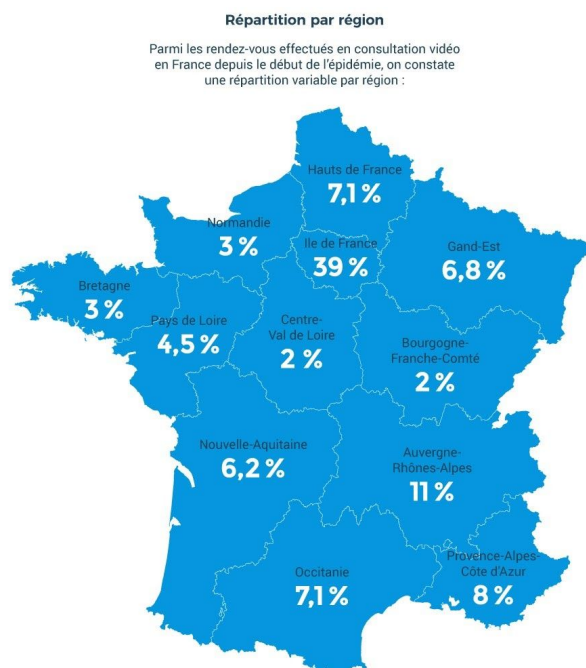 Répartition par région
Parmi les rendez-vous effectués en consultation vidéo
en France depuis le début de l'épidémie, on constate
une répartition variable par région :
Hauts de France
7,1 %
Normandie
3 %
Ile de France
39 %
Gand-Est
6,8 %
Bretagne
3 %
Pays de Loire
4,5 %
Centre-
Val de Loire
2 %
Bourgogne-
Franche-Comté
2 %
Nouvelle-Aquitaine
6,2 %
Auvergne-
Rhônes-Alpes
11 %
Occitanie
7,1 %
Provence-Alpes-
Côte d'Azur
8 %